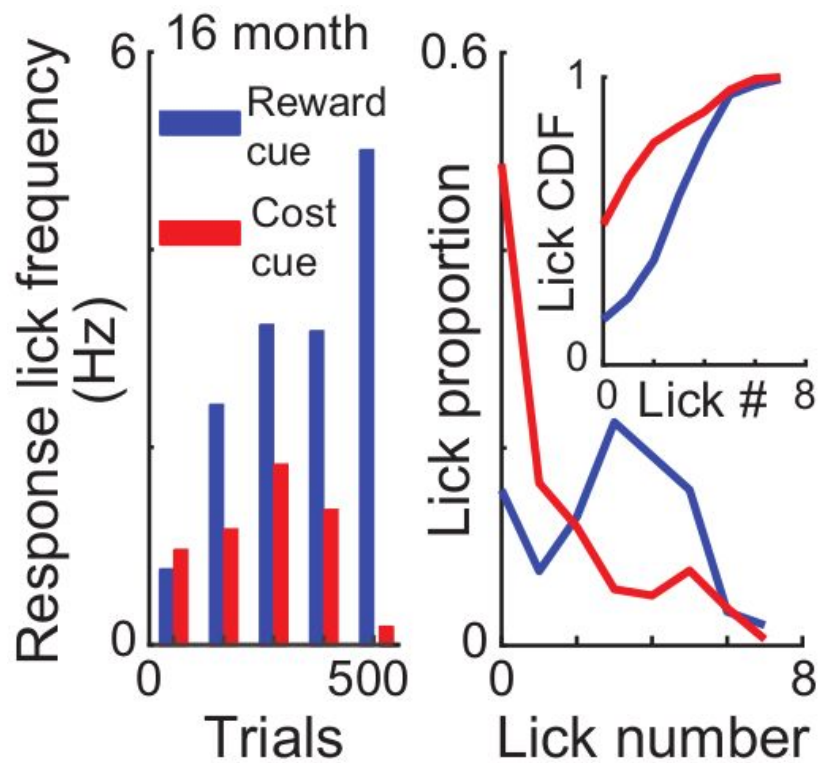 16 month
6
Response lick frequency
(Hz)
Reward
cue
Cost
cue
0
0
500
Trials
0.6
Lick proportion
0
0
8
Lick number
1
Lick CDF
0
0
Lick #
8